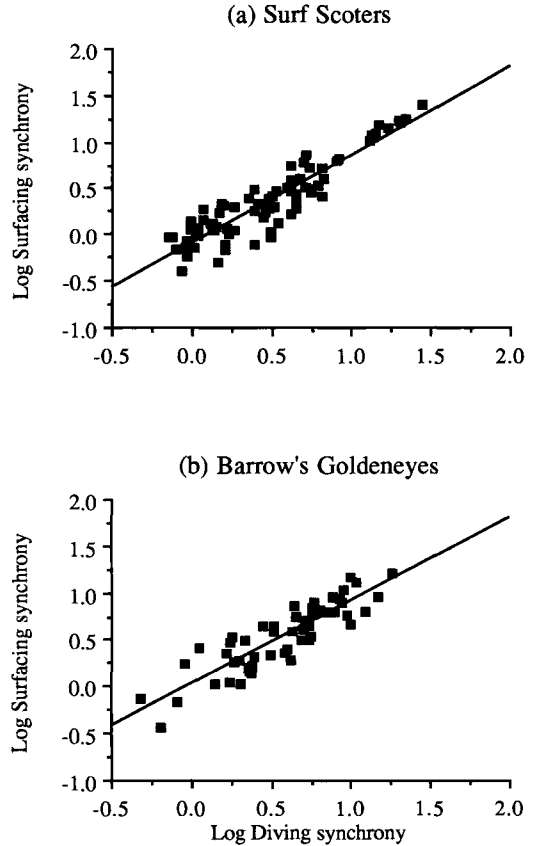 (a) Surf Scoters
2.0
1.5
1.0
0.5
0.0
-0.5
-1.0
Log Surfacing synchrony
-0.5 0.0 0.5 1.0 1.5 2.0
(b) Barrow's Goldeneyes
2.0
1.5
1.0
0.5
0.0
-0.5
-1.0
Log Surfacing synchrony
-0.5 0.0 0.5 1.0 1.5 2.0
Log Diving synchrony